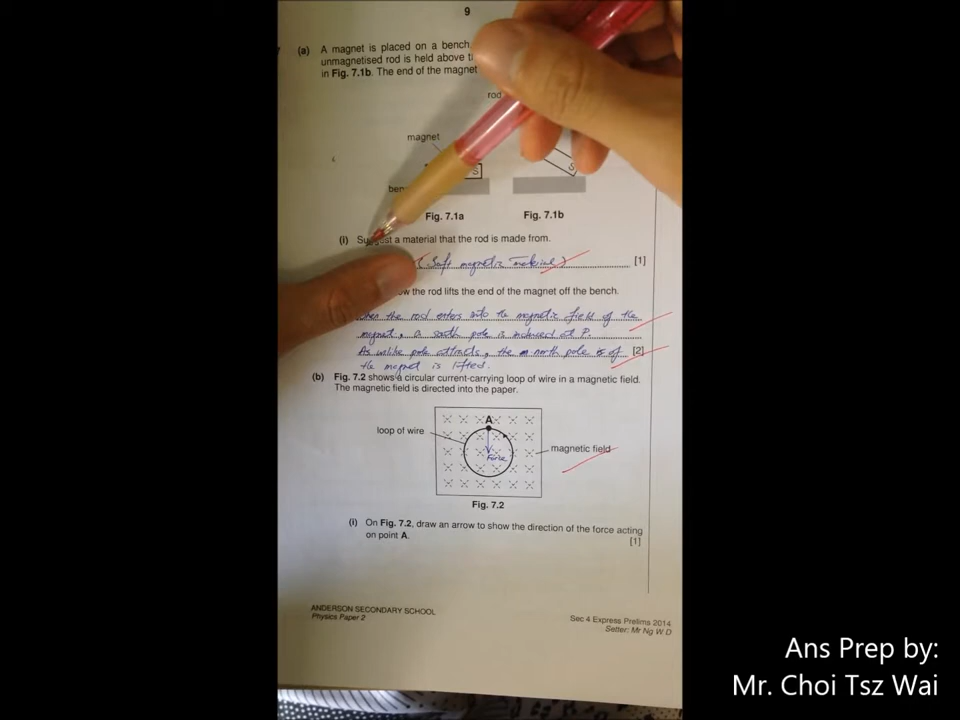 9
(a) A magnet is placed on a bench.
unmagnetised rod is held above
in Fig. 7.1b. The end of the magnet
rod
magnet
S
S
ben
Fig. 7.1a
Fig. 7.1b
(i) Suggest a material that the rod is made from.
(Soft magnetic material)
[1]
the rod lifts the end of the magnet off the bench.
When the rod enters into the magnetic field of the
magnet, a south pole is induced at P.
As unlike pole attracts, the north pole of [2]
the magnet is lifted.
(b) Fig. 7.2 shows a circular current-carrying loop of wire in a magnetic field.
The magnetic field is directed into the paper.
A
loop of wire
Force
magnetic field
Fig. 7.2
(i) On Fig. 7.2, draw an arrow to show the direction of the force acting
on point A.
[1]
ANDERSON SECONDARY SCHOOL
Physics Paper 2
Sec 4 Express Prelims 2014
Setter: Mr Ng W.D
Ans Prep by:
Mr. Choi Tsz Wai